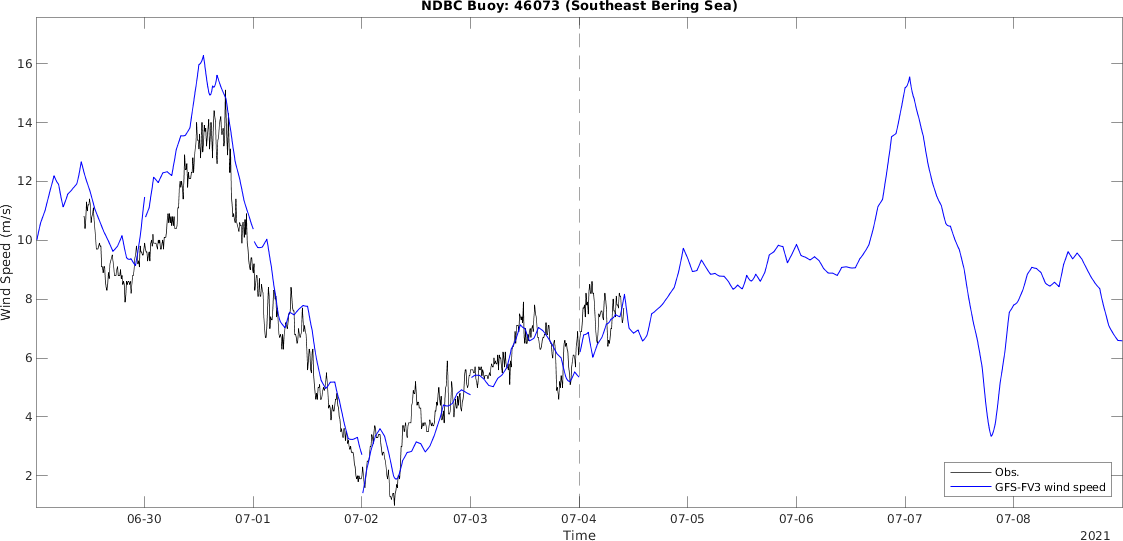 NDBC Buoy: 46073 (Southeast Bering Sea)
Wind Speed (m/s)
16
14
12
10
8
6
4
2
Obs.
GFS-FV3 wind speed
06-30 07-01 07-02 07-03 07-04 07-05 07-06 07-07 07-08
Time
2021